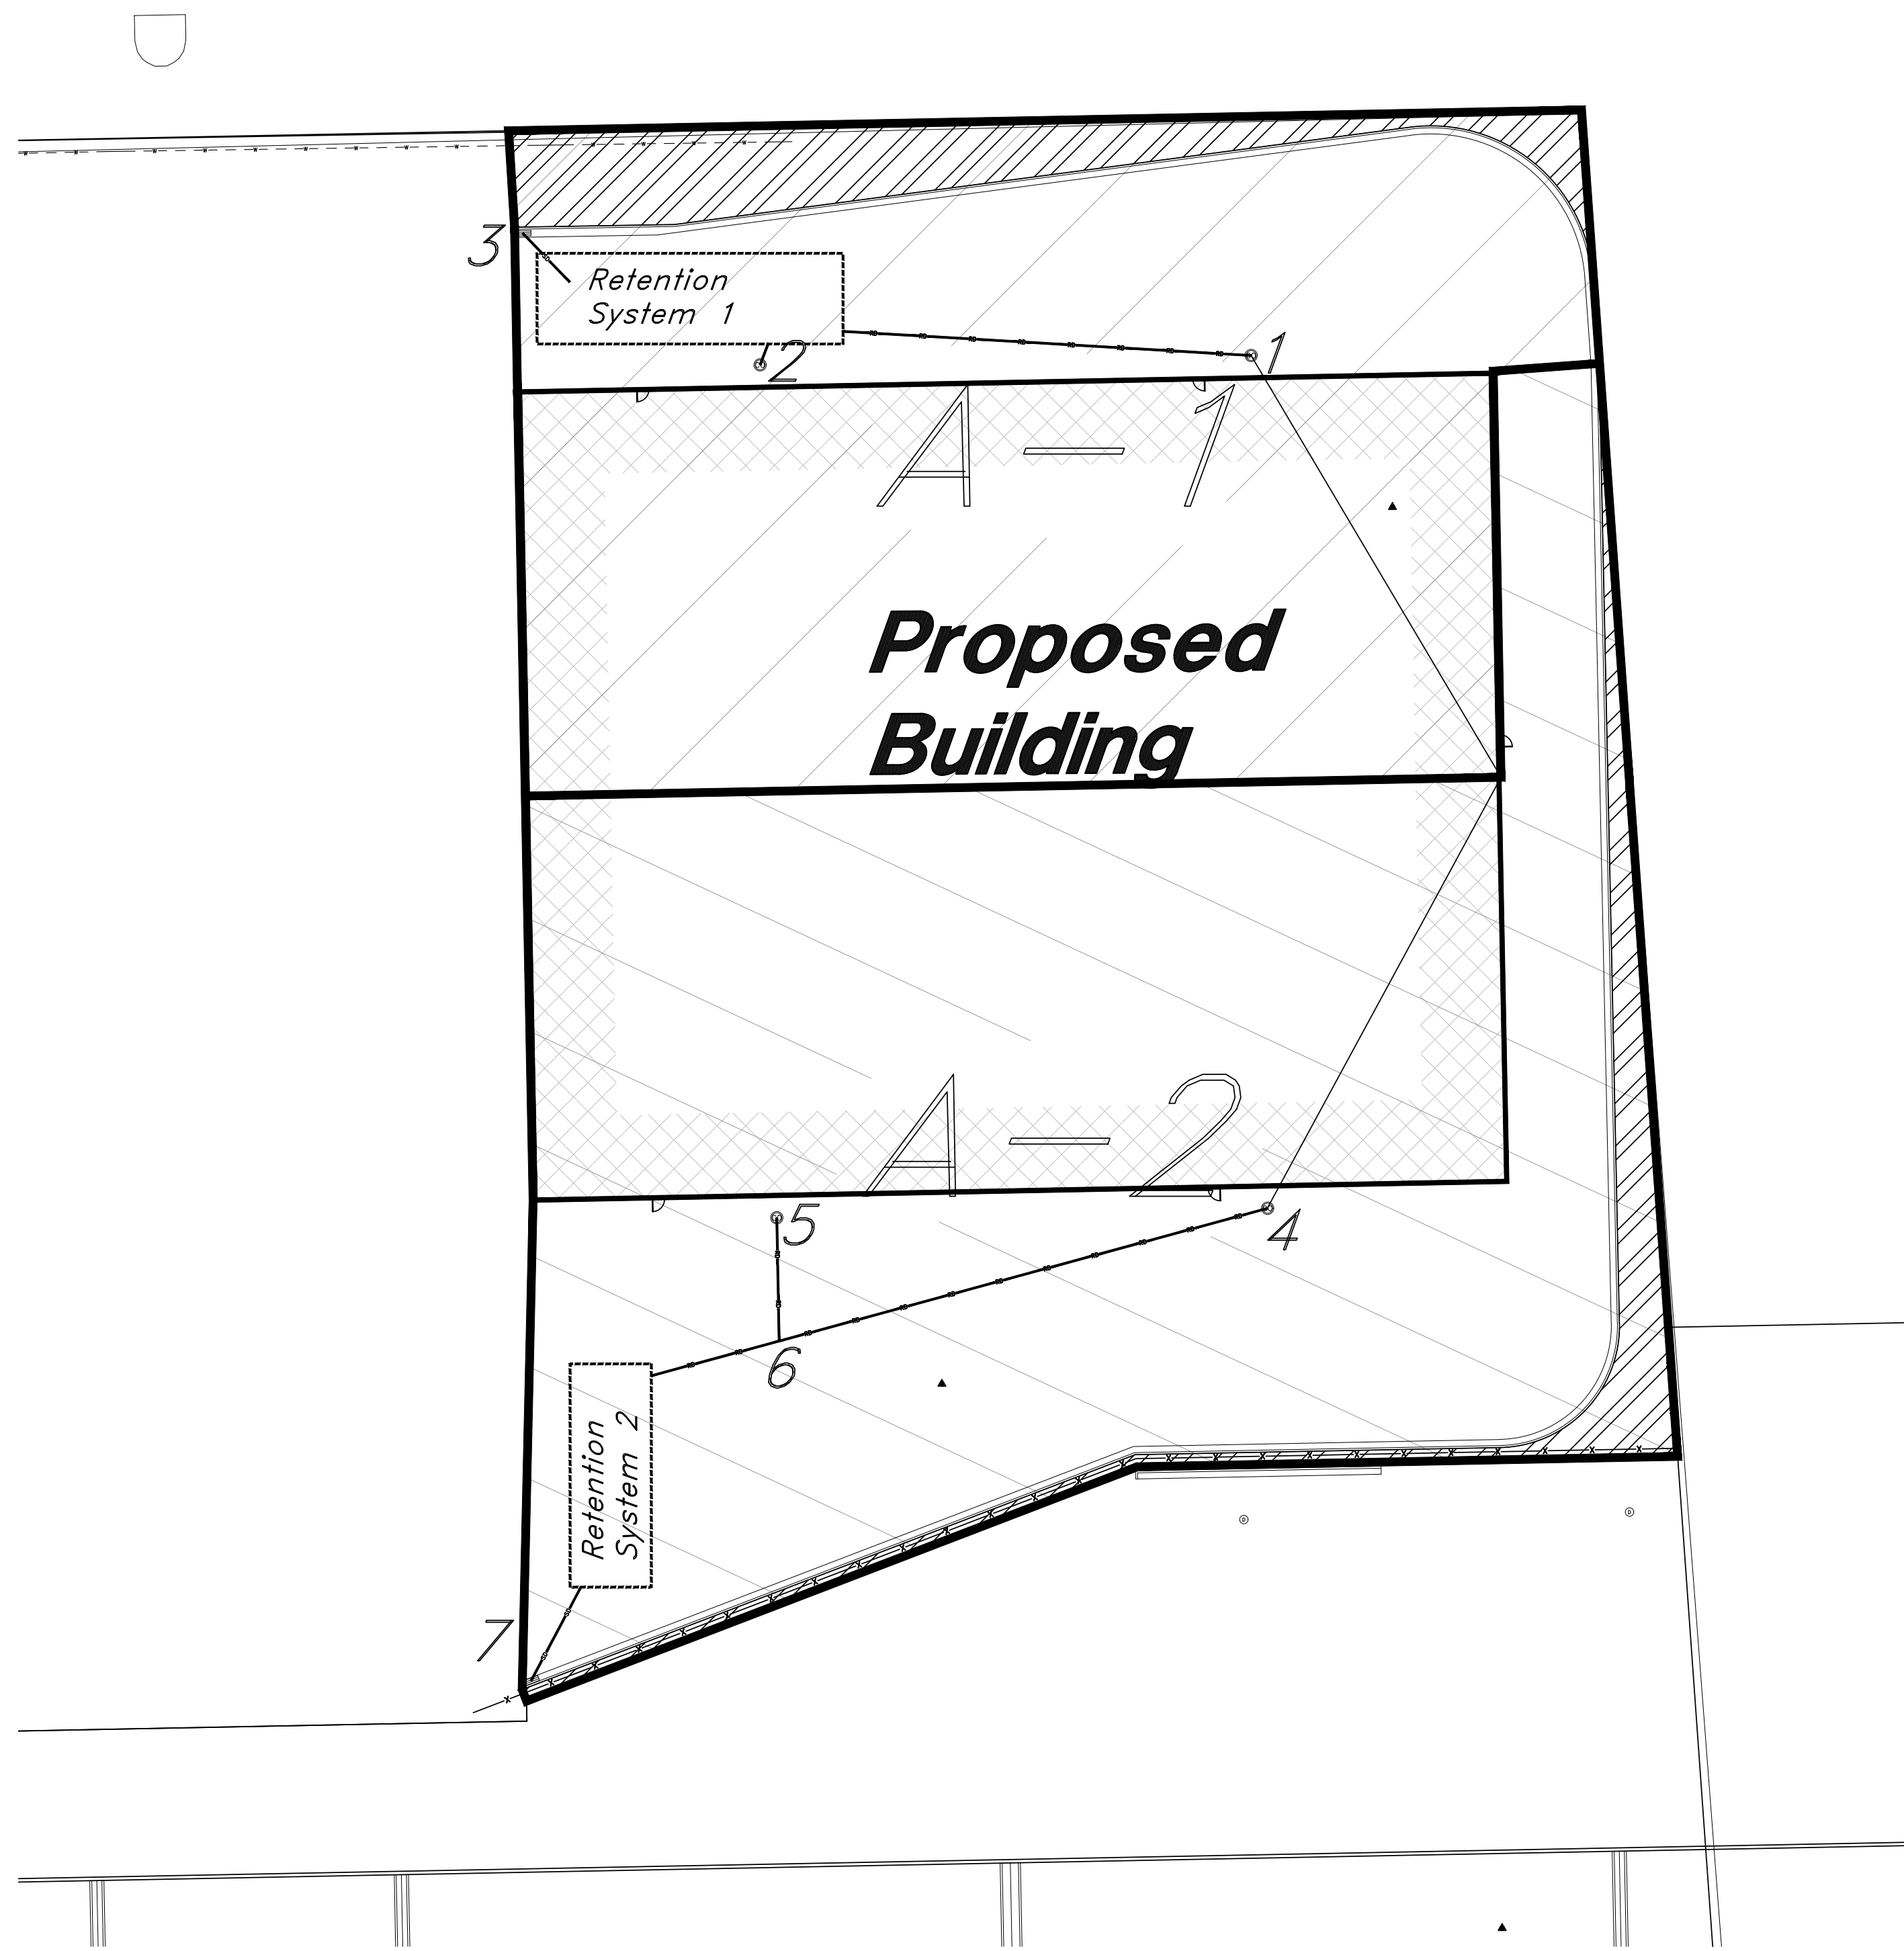 3
Retention
System 1
2
1
A-1
Proposed
Building
A-2
5
4
6
Retention
System 2
7